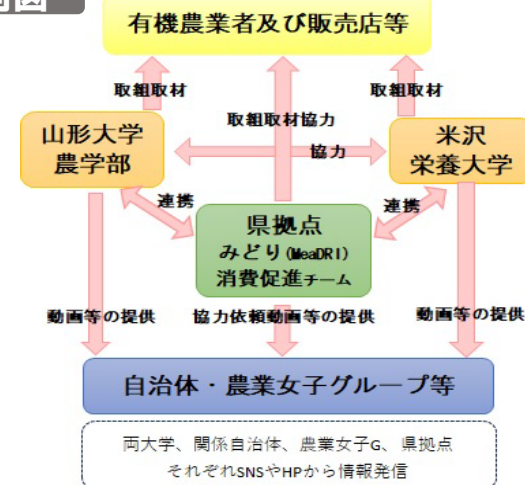 有機農業者及び販売店等
取組取材
取組取材
取組取材協力
山形大学
農学部
協力
米沢
栄養大学
連携
連携
県拠点
みどり(MeaDRI)
消費促進チーム
動画等の提供
協力依頼動画等の提供
動画等の提供
自治体・農業女子グループ等
両大学、関係自治体、農業女子G、県拠点
それぞれSNSやHPから情報発信